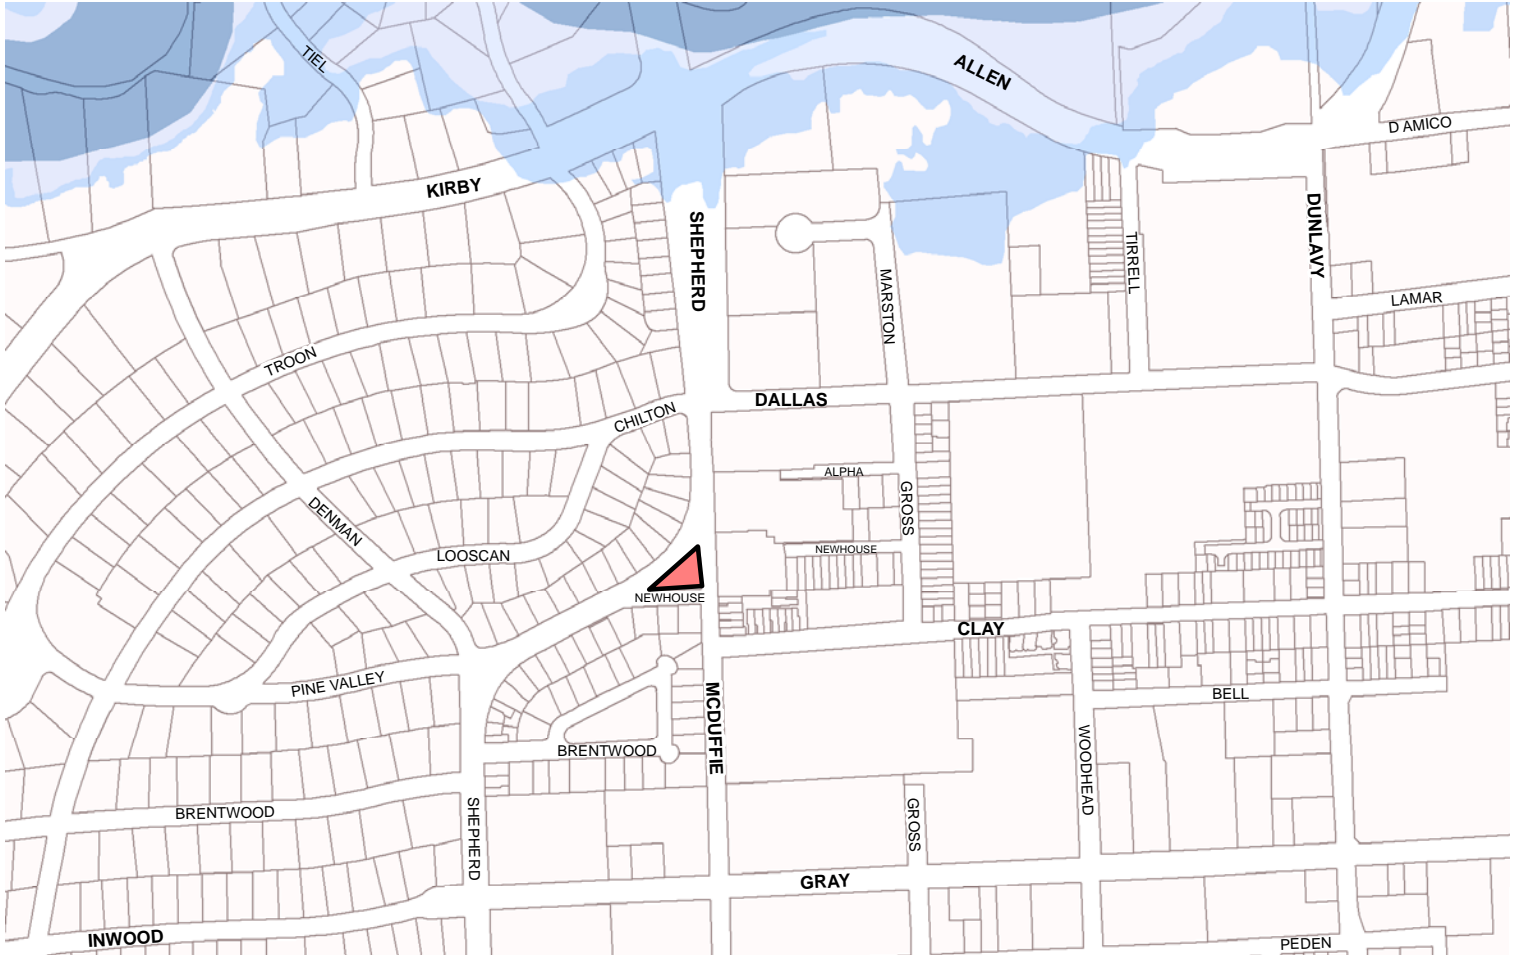 TIEL
ALLEN
D AMICO
KIRBY
SHEPHERD
DUNLAVY
TIRRELL
MARSTON
LAMAR
TROON
DALLAS
CHILTON
ALPHA
GROSS
DENMAN
LOOSCAN
NEWHOUSE
NEWHOUSE
CLAY
PINE VALLEY
BELL
MCDUFFIE
BRENTWOOD
WOODHEAD
BRENTWOOD
SHEPHERD
GROSS
GRAY
INWOOD
PEDEN